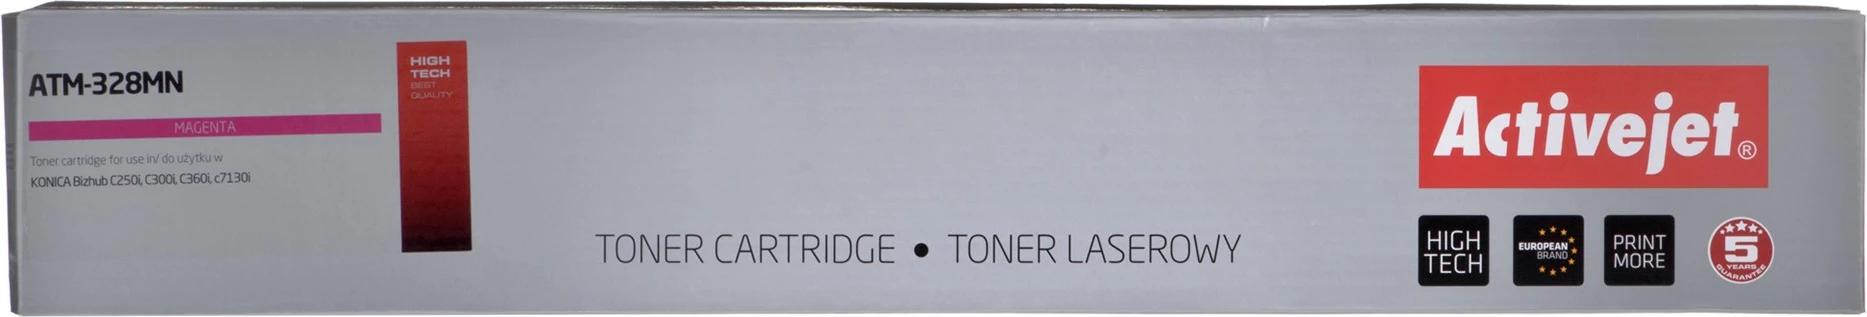 ATM-328MN
MAGENTA
Toner cartridge for use in/ do użytku w
KONICA Bizhub C250i, C300i, C360i, c7130i
HIGH
TECH
BEST
QUALITY
TONER CARTRIDGE • TONER LASEROWY
Activejet®
HIGH
TECH
EUROPEAN
BRAND
PRINT
MORE
5
YEARS
GUARANTEE